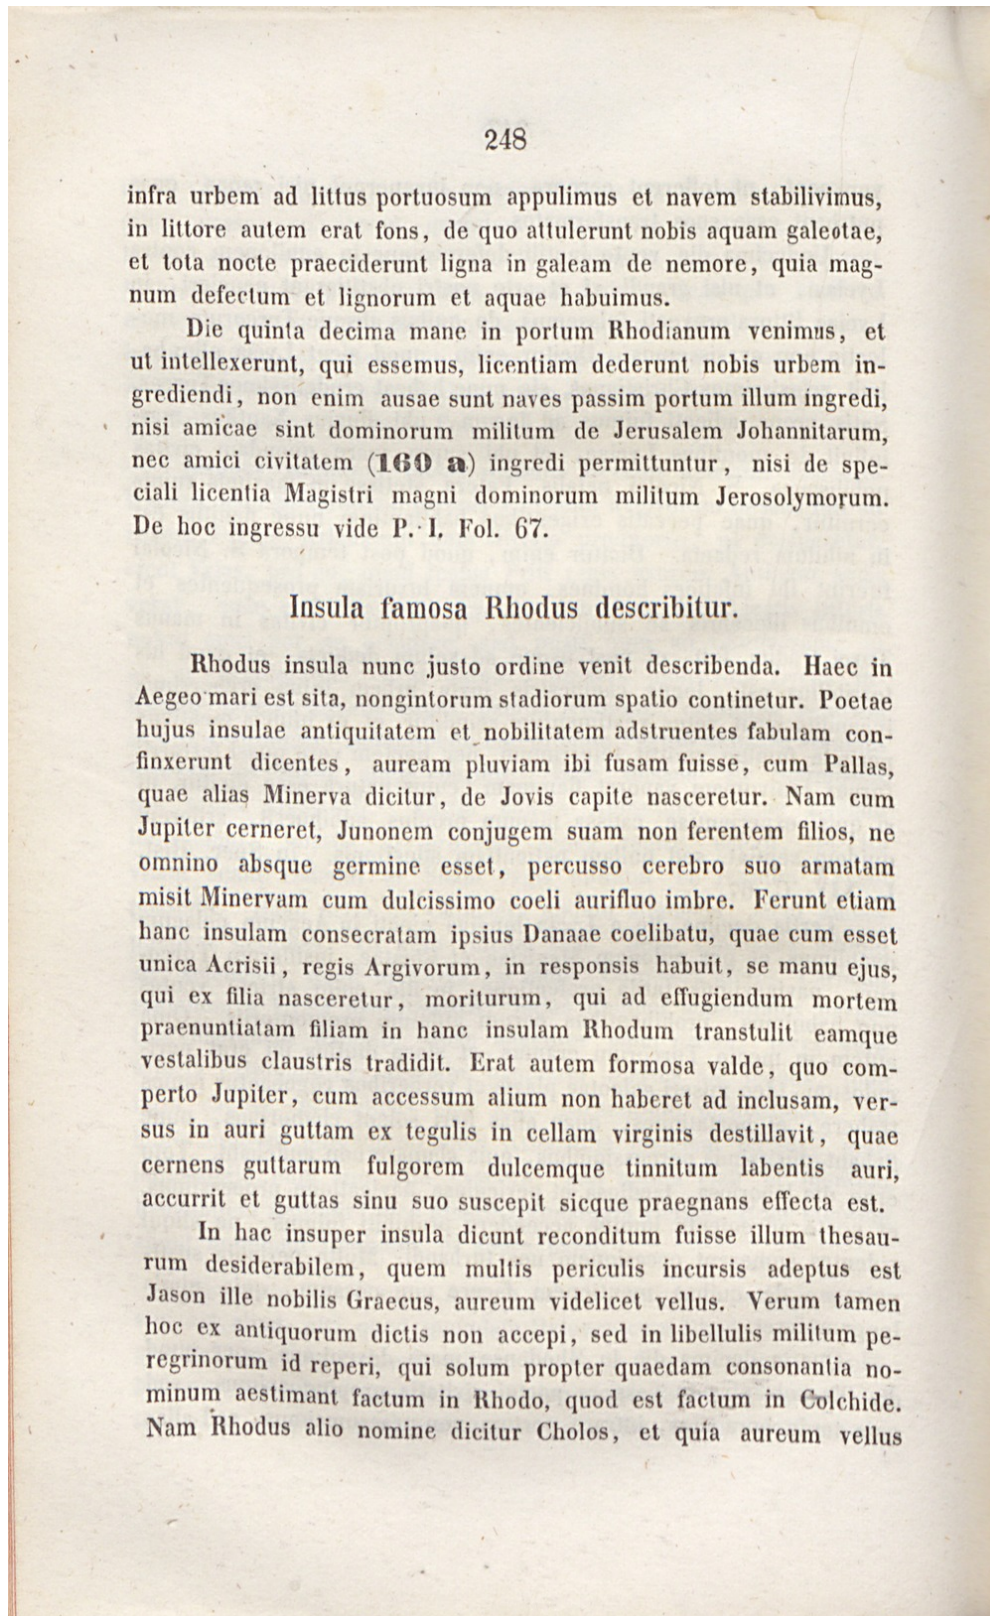 248
infra urbem ad littus portuosum appulimus et navem stabilivimus,
in littore autem erat fons, de quo attulerunt nobis aquam galeotae,
et tota nocte praeciderunt ligna in galeam de nemore, quia mag-
num defectum et lignorum et aquae habuimus.
Die quinta decima mane in portum Rhodianum venimus, et
ut intellexerunt, qui essemus, licentiam dederunt nobis urbem in-
grediendi, non enim ausae sunt naves passim portum illum ingredi,
nisi amicae sint dominorum militum de Jerusalem Johannitarum,
nec amici civitatem (160 a) ingredi permittuntur, nisi de spe-
ciali licentia Magistri magni dominorum militum Jerosolymorum.
De hoc ingressu vide P. I. Fol. 67.
Insula famosa Rhodus describitur.
Rhodus insula nunc justo ordine venit describenda. Haec in
Aegeo mari est sita, nongintorum stadiorum spatio continetur. Poetae
hujus insulae antiquitatem et nobilitatem adstruentes fabulam con-
finxerunt dicentes, auream pluviam ibi fusam fuisse, cum Pallas,
quae alias Minerva dicitur, de Jovis capite nasceretur. Nam cum
Jupiter cerneret, Junonem conjugem suam non ferentem filios, ne
omnino absque germine esset, percusso cerebro suo armatam
misit Minervam cum dulcissimo coeli aurifluo imbre. Ferunt etiam
hanc insulam consecratam ipsius Danaae coelibatu, quae cum esset
unica Acrisii, regis Argivorum, in responsis habuit, se manu ejus,
qui ex filia nasceretur, moriturum, qui ad effugiendum mortem
praenuntiatam filiam in hanc insulam Rhodum transtulit eamque
vestalibus claustris tradidit. Erat autem formosa valde, quo com-
perto Jupiter, cum accessum alium non haberet ad inclusam, ver-
sus in auri guttam ex tegulis in cellam virginis destillavit, quae
cernens guttarum fulgorem dulcemque tinnitum labentis auri,
accurrit et guttas sinu suo suscepit sicque praegnans effecta est.
In hac insuper insula dicunt reconditum fuisse illum thesau-
rum desiderabilem, quem multis periculis incursis adeptus est
Jason ille nobilis Graecus, aureum videlicet vellus. Verum tamen
hoc ex antiquorum dictis non accepi, sed in libellulis militum pe-
regrinorum id reperi, qui solum propter quaedam consonantia no-
minum aestimant factum in Rhodo, quod est factum in Colchide.
Nam Rhodus alio nomine dicitur Cholos, et quia aureum vellus